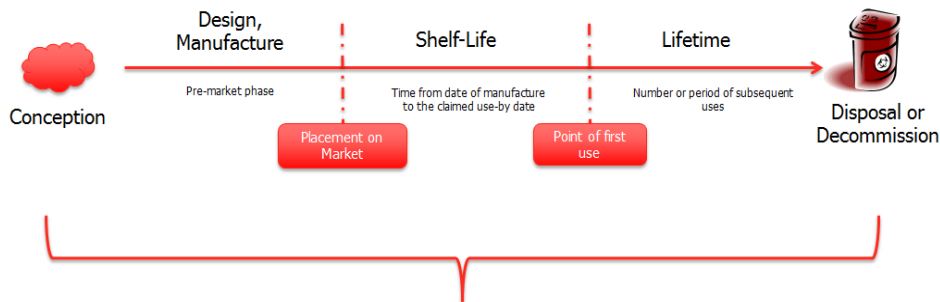 Design,
Manufacture
Shelf-Life
Lifetime
Pre-market phase
Time from date of manufacture
to the claimed use-by date
Number or period of subsequent
uses
Conception
Disposal or
Decommission
Placement on
Market
Point of first
use